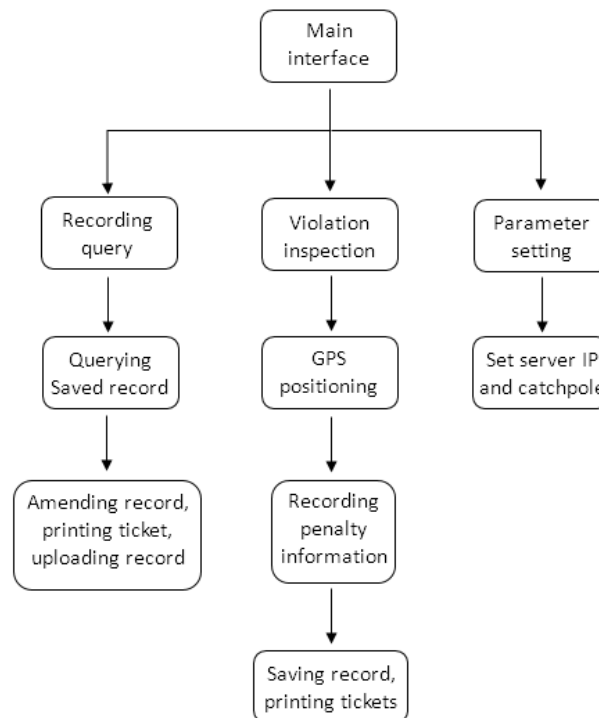 Main
interface
Recording
query
Violation
inspection
Parameter
setting
Querying
Saved record
GPS
positioning
Set server IP
and catchpole
Amending record,
printing ticket,
uploading record
Recording
penalty
information
Saving record,
printing tickets